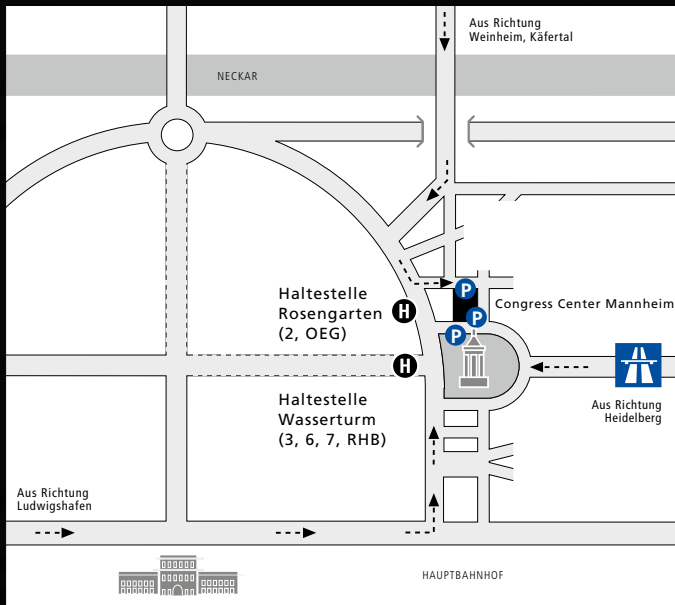 Aus Richtung
Weinheim, Käfertal
NECKAR
P
Haltestelle
Rosengarten
(2, OEG)
H
P
Congress Center Mannheim
P
H
Haltestelle
Wasserturm
(3, 6, 7, RHB)
Aus Richtung
Heidelberg
Aus Richtung
Ludwigshafen
HAUPTBAHNHOF